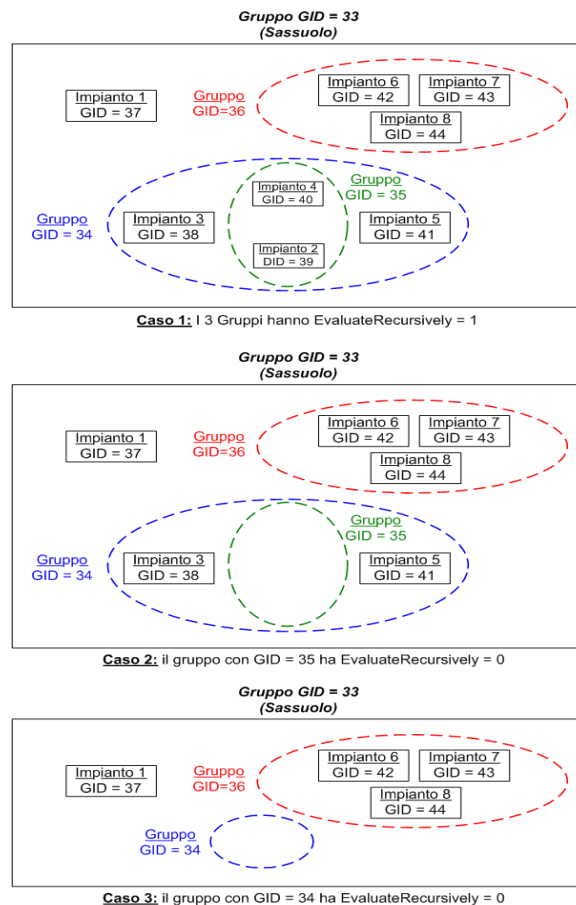 Gruppo GID = 33
(Sassuolo)
Impianto 1
GID = 37
Gruppo
GID=36
Impianto 6
GID = 42
Impianto 7
GID = 43
Impianto 8
GID = 44
Gruppo
GID = 34
Impianto 3
GID = 38
Impianto 4
GID = 40
Impianto 2
DID = 39
Gruppo
GID = 35
Impianto 5
GID = 41
Caso 1: I 3 Gruppi hanno EvaluateRecursively = 1
Gruppo GID = 33
(Sassuolo)
Impianto 1
GID = 37
Gruppo
GID=36
Impianto 6
GID = 42
Impianto 7
GID = 43
Impianto 8
GID = 44
Gruppo
GID = 34
Impianto 3
GID = 38
Gruppo
GID = 35
Impianto 5
GID = 41
Caso 2: il gruppo con GID = 35 ha EvaluateRecursively = 0
Gruppo GID = 33
(Sassuolo)
Impianto 1
GID = 37
Gruppo
GID=36
Impianto 6
GID = 42
Impianto 7
GID = 43
Impianto 8
GID = 44
Gruppo
GID = 34
Caso 3: il gruppo con GID = 34 ha EvaluateRecursively = 0